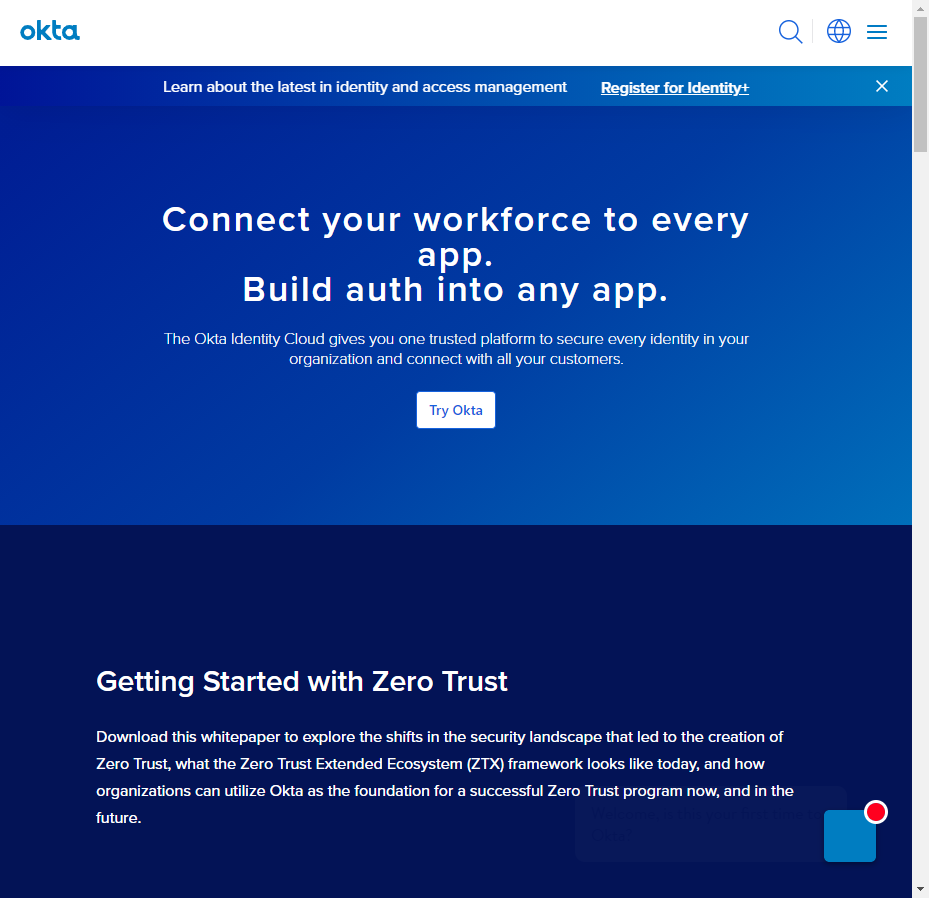 okta
Learn about the latest in identity and access management Register for Identity+
Connect your workforce to every
app.
Build auth into any app.
The Okta Identity Cloud gives you one trusted platform to secure every identity in your
organization and connect with all your customers.
Try Okta
Getting Started with Zero Trust
Download this whitepaper to explore the shifts in the security landscape that led to the creation of
Zero Trust, what the Zero Trust Extended Ecosystem (ZTX) framework looks like today, and how
organizations can utilize Okta as the foundation for a successful Zero Trust program now, and in the
future.